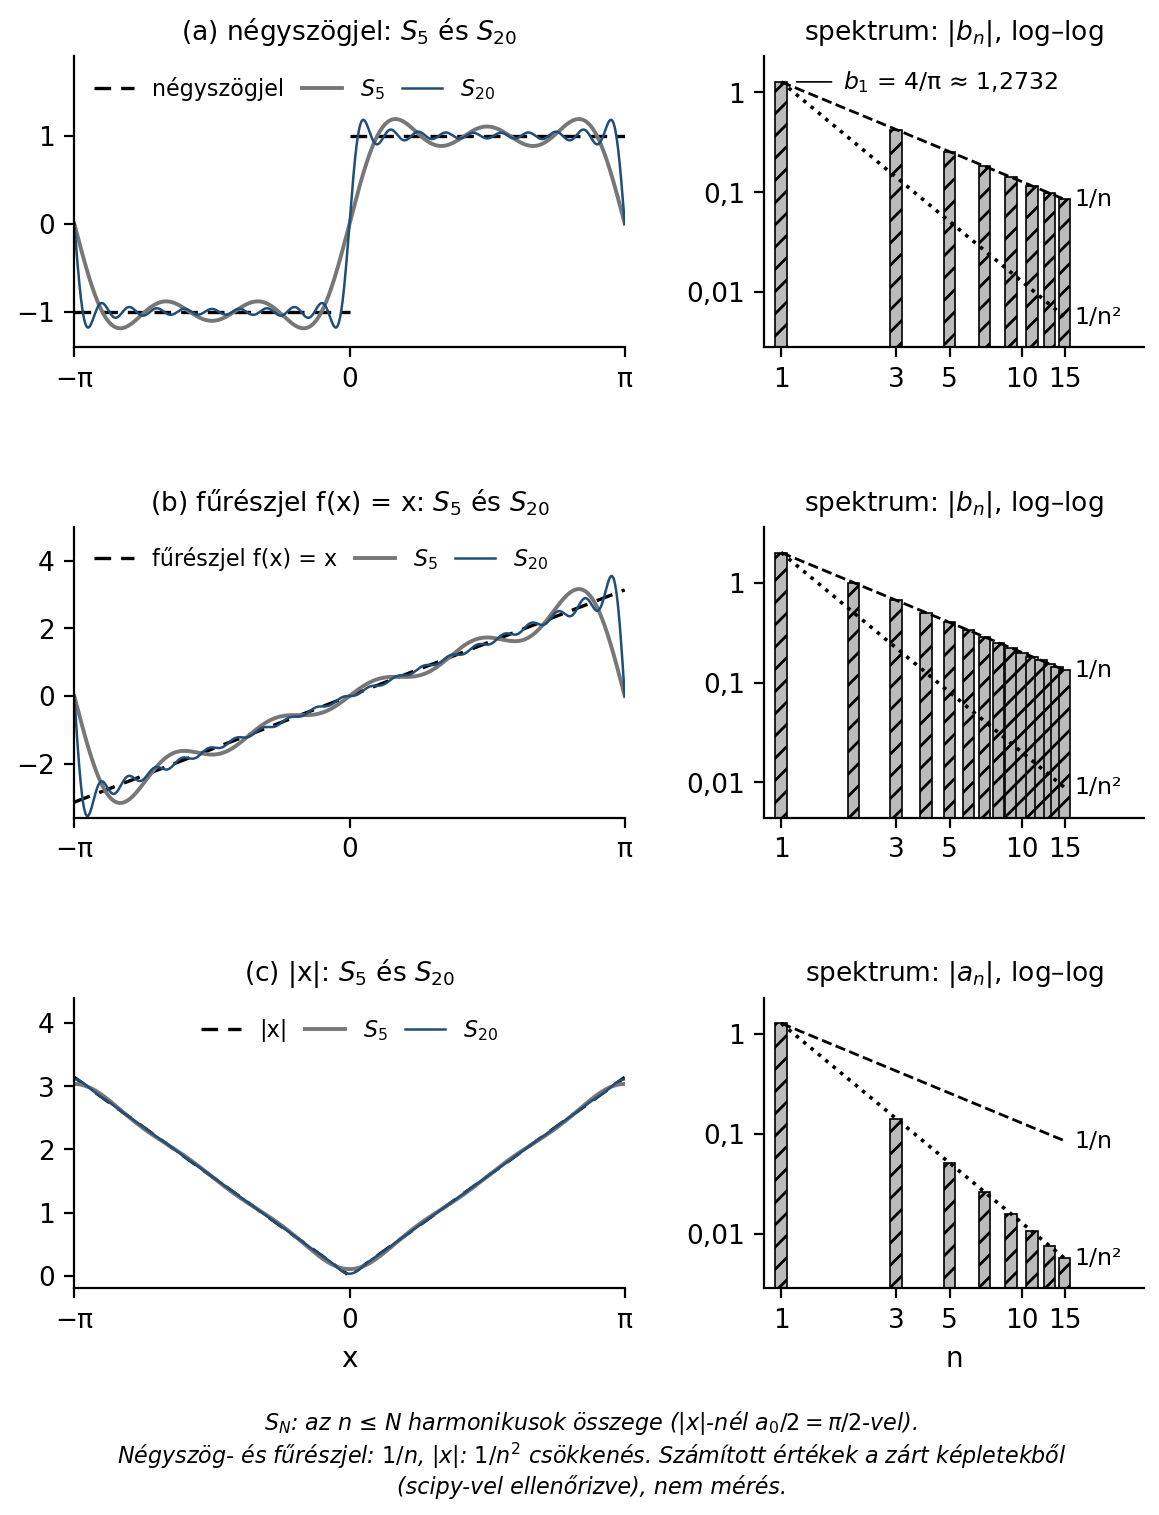 (a) négyszögjel: S₅ és S₂₀
négyszögjel S₅ S₂₀
1
0
−1
−π 0 π
spektrum: |bₙ|, log–log
b₁ = 4/π ≈ 1,2732
1
0,1
0,01
1/n
1/n²
1 3 5 10 15
(b) fűrészjel f(x) = x: S₅ és S₂₀
fűrészjel f(x) = x S₅ S₂₀
4
2
0
−2
−π 0 π
spektrum: |bₙ|, log–log
1
0,1
0,01
1/n
1/n²
1 3 5 10 15
(c) |x|: S₅ és S₂₀
|x| S₅ S₂₀
4
3
2
1
0
−π 0 π
x
spektrum: |aₙ|, log–log
1
0,1
0,01
1/n
1/n²
1 3 5 10 15
n
S_N: az n ≤ N harmonikusok összege (|x|-nél a₀/2 = π/2-vel).
Négyszög- és fűrészjel: 1/n, |x|: 1/n² csökkenés. Számított értékek a zárt képletekből
(scipy-vel ellenőrizve), nem mérés.